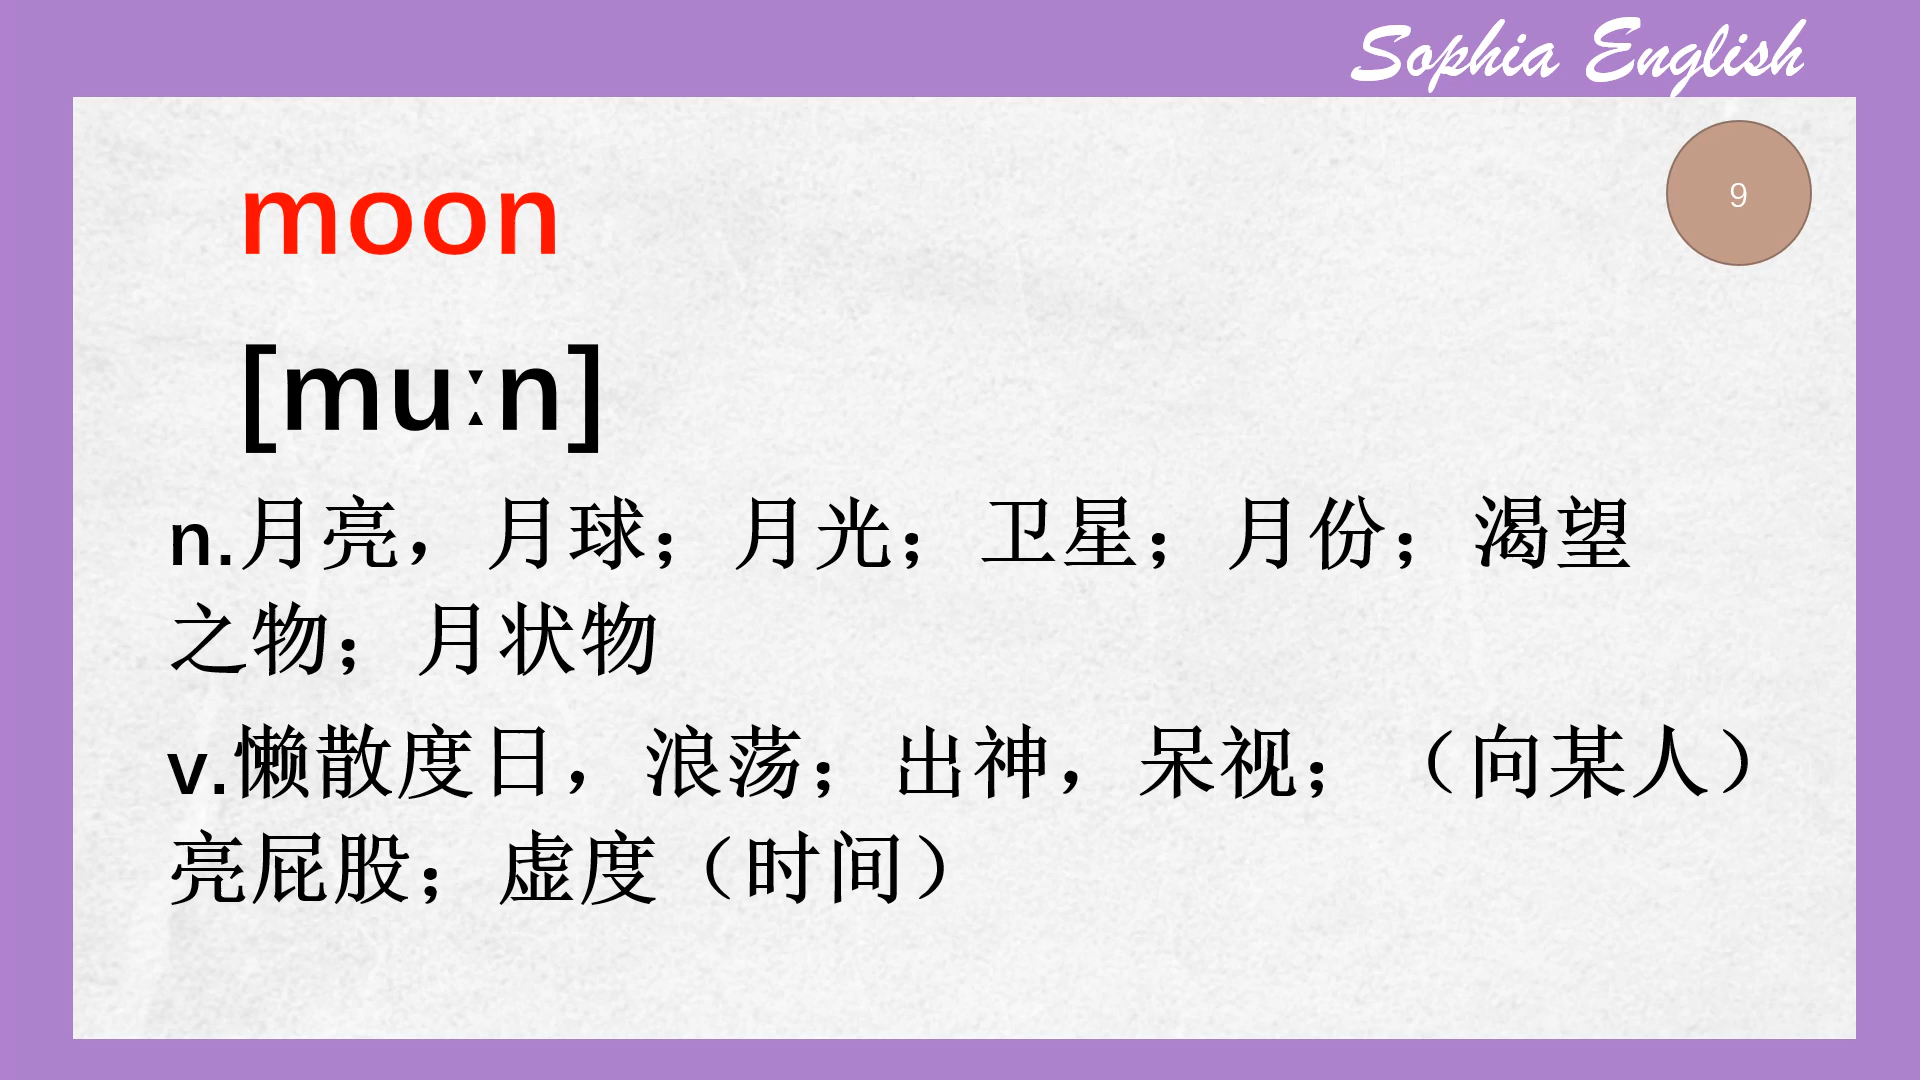 Sophia English
9
moon
[muːn]
n.月亮，月球；月光；卫星；月份；渴望
之物；月状物
v.懒散度日，浪荡；出神，呆视；（向某人）
亮屁股；虚度（时间）